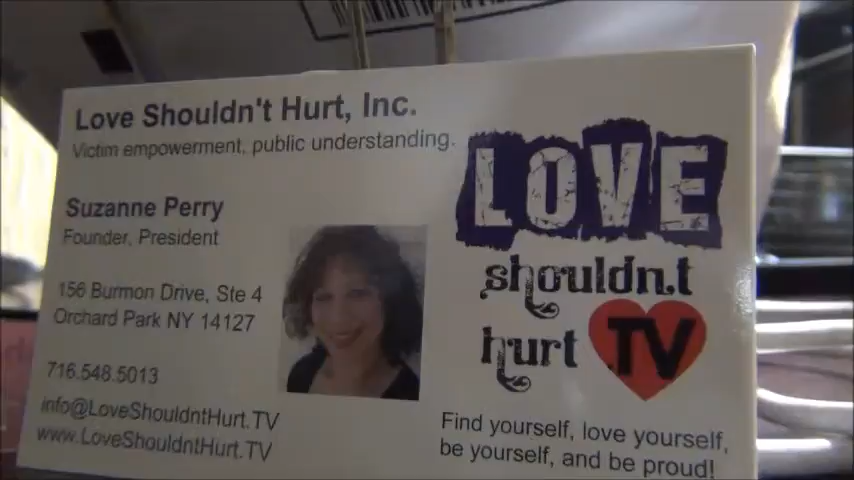 Love Shouldn't Hurt, Inc.
Victim empowerment, public understanding.
Suzanne Perry
Founder, President
156 Burmon Drive, Ste 4
Orchard Park NY 14127
716.548.5013
info@LoveShouldntHurt.TV
www.LoveShouldntHurt.TV
LOVE
shouldn.t
hurt .TV
Find yourself, love yourself,
be yourself, and be proud!